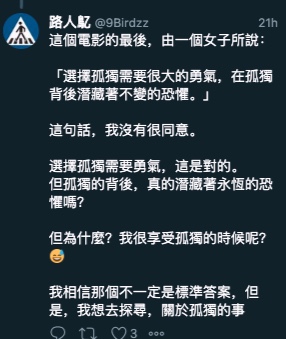 路人馜 @9Birdzz 21h
這個電影的最後，由一個女子所說：
「選擇孤獨需要很大的勇氣，在孤獨
背後潛藏著不變的恐懼。」
這句話，我沒有很同意。
選擇孤獨需要勇氣，這是對的。
但孤獨的背後，真的潛藏著永恆的恐
懼嗎？
但為什麼？我很享受孤獨的時候呢？
😅
我相信那個不一定是標準答案，但
是，我想去探尋，關於孤獨的事
3